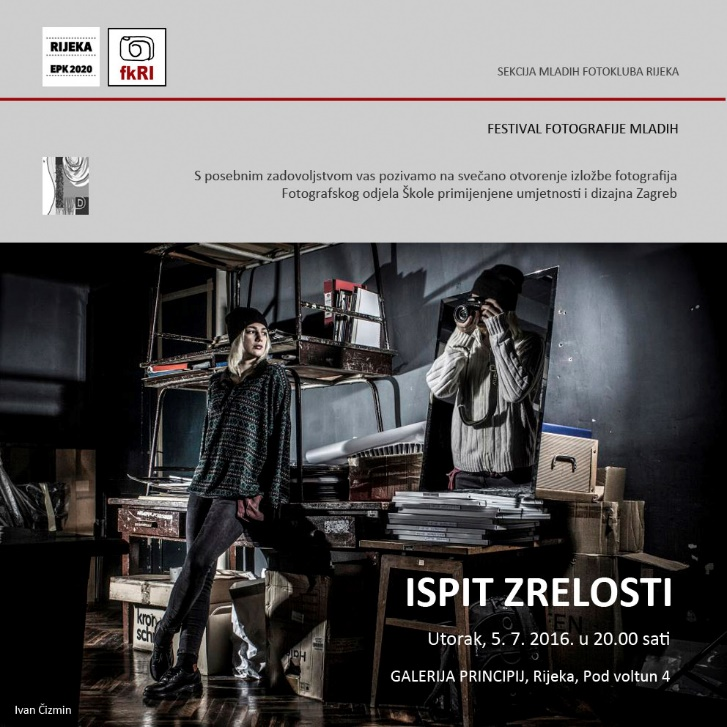 RIJEKA
EPK 2020
fkRI
SEKCIJA MLADIH FOTOKLUBA RIJEKA
FESTIVAL FOTOGRAFIJE MLADIH
S posebnim zadovoljstvom vas pozivamo na svečano otvorenje izložbe fotografija
Fotografskog odjela Škole primijenjene umjetnosti i dizajna Zagreb
D
kron
sch
ISPIT ZRELOSTI
Utorak, 5. 7. 2016. u 20.00 sati
GALERIJA PRINCIPIJ, Rijeka, Pod voltun 4
Ivan Čizmin